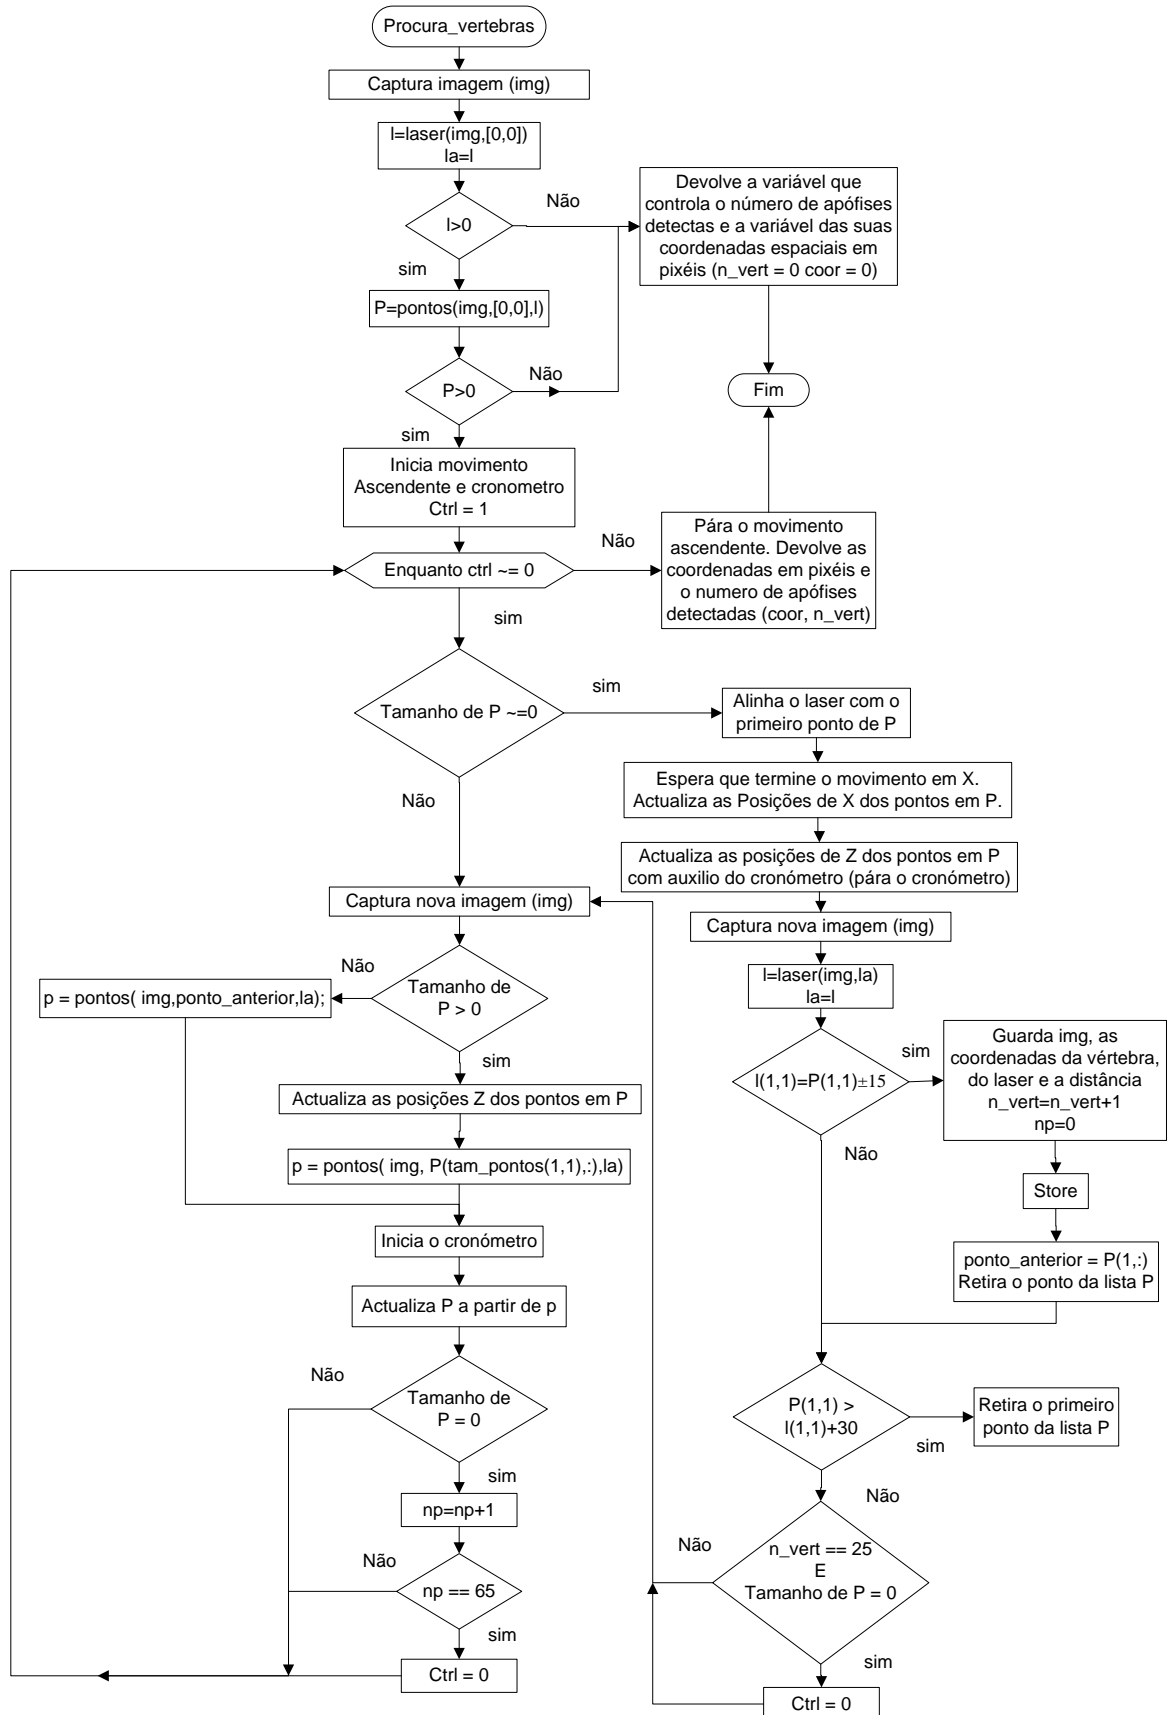 Procura_vertebras
Captura imagem (img)
l=laser(img,[0,0])
la=l
l>0
Não
sim
Devolve a variável que
controla o número de apófises
detectas e a variável das suas
coordenadas espaciais em
pixéis (n_vert = 0 coor = 0)
P=pontos(img,[0,0],l)
P>0
Não
sim
Fim
Inicia movimento
Ascendente e cronometro
Ctrl = 1
Enquanto ctrl ~= 0
Não
sim
Pára o movimento
ascendente. Devolve as
coordenadas em pixéis e
o numero de apófises
detectadas (coor, n_vert)
Tamanho de P ~=0
sim
Não
Alinha o laser com o
primeiro ponto de P
Espera que termine o movimento em X.
Actualiza as Posições de X dos pontos em P.
Actualiza as posições de Z dos pontos em P
com auxilio do cronómetro (pára o cronómetro)
Captura nova imagem (img)
l=laser(img,la)
la=l
l(1,1)=P(1,1)±15
sim
Não
Guarda img, as
coordenadas da vértebra,
do laser e a distância
n_vert=n_vert+1
np=0
Store
ponto_anterior = P(1,:)
Retira o ponto da lista P
P(1,1) >
l(1,1)+30
sim
Não
Retira o primeiro
ponto da lista P
n_vert == 25
E
Tamanho de P = 0
Não
sim
Ctrl = 0
Captura nova imagem (img)
Tamanho de
P > 0
Não
sim
p = pontos( img,ponto_anterior,la);
Actualiza as posições Z dos pontos em P
p = pontos( img, P(tam_pontos(1,1),:),la)
Inicia o cronómetro
Actualiza P a partir de p
Tamanho de
P = 0
Não
sim
np=np+1
np == 65
Não
sim
Ctrl = 0